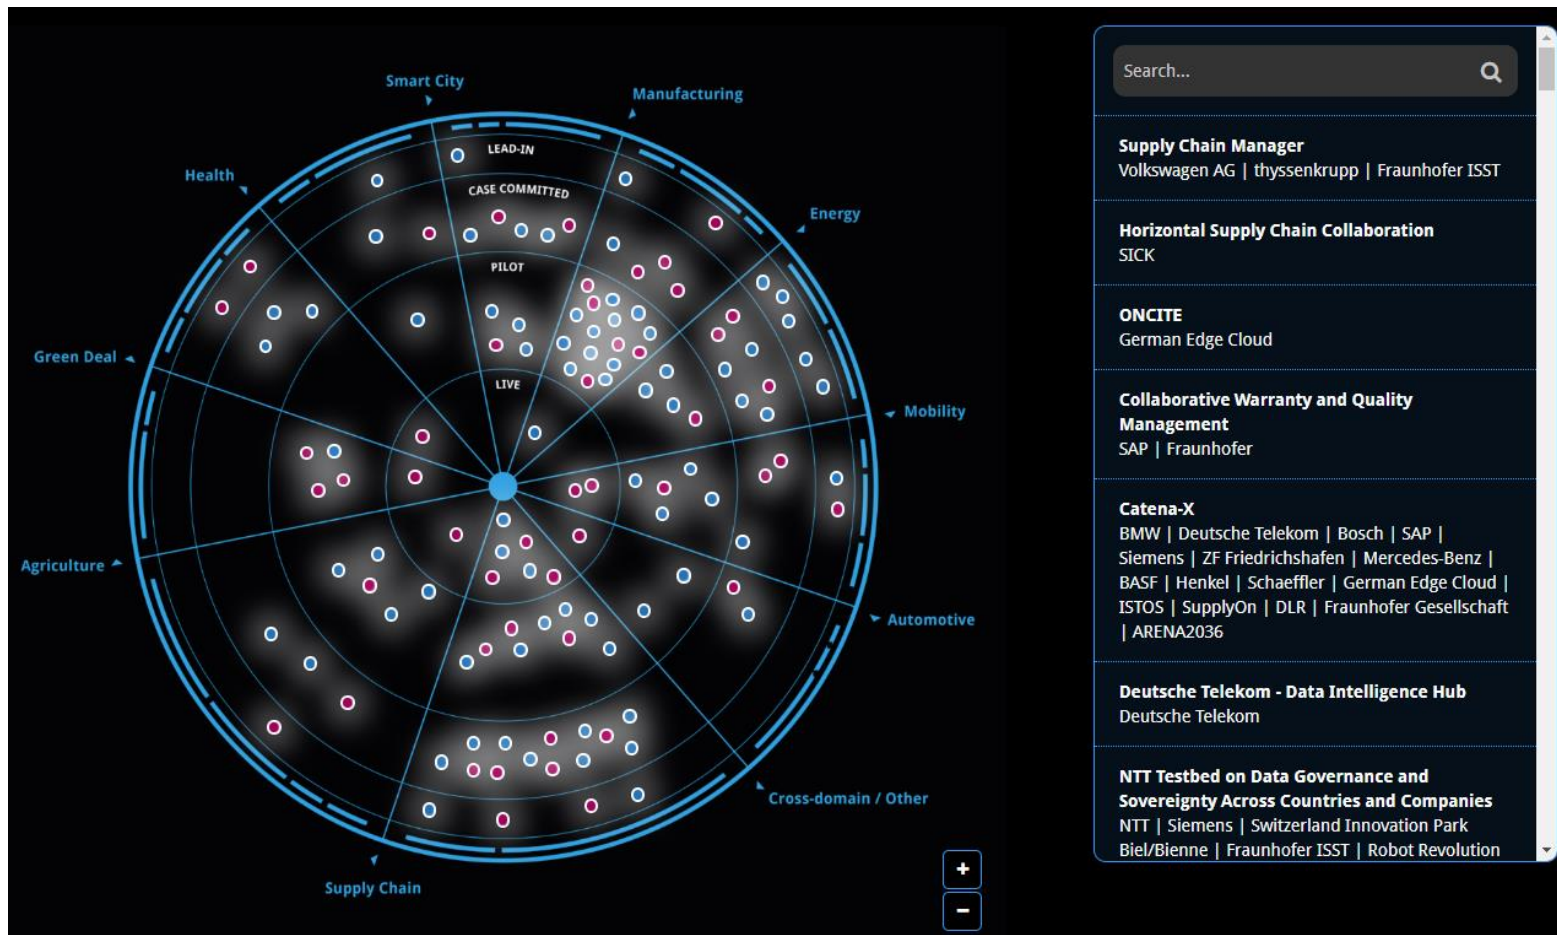 Smart City
Manufacturing
Health
LEAD-IN
CASE COMMITTED
Energy
PILOT
Green Deal
LIVE
Mobility
Agriculture
Automotive
Cross-domain / Other
Supply Chain
+
−
Search...
Supply Chain Manager
Volkswagen AG | thyssenkrupp | Fraunhofer ISST
Horizontal Supply Chain Collaboration
SICK
ONCITE
German Edge Cloud
Collaborative Warranty and Quality
Management
SAP | Fraunhofer
Catena-X
BMW | Deutsche Telekom | Bosch | SAP |
Siemens | ZF Friedrichshafen | Mercedes-Benz |
BASF | Henkel | Schaeffler | German Edge Cloud |
ISTOS | SupplyOn | DLR | Fraunhofer Gesellschaft
| ARENA2036
Deutsche Telekom - Data Intelligence Hub
Deutsche Telekom
NTT Testbed on Data Governance and
Sovereignty Across Countries and Companies
NTT | Siemens | Switzerland Innovation Park
Biel/Bienne | Fraunhofer ISST | Robot Revolution